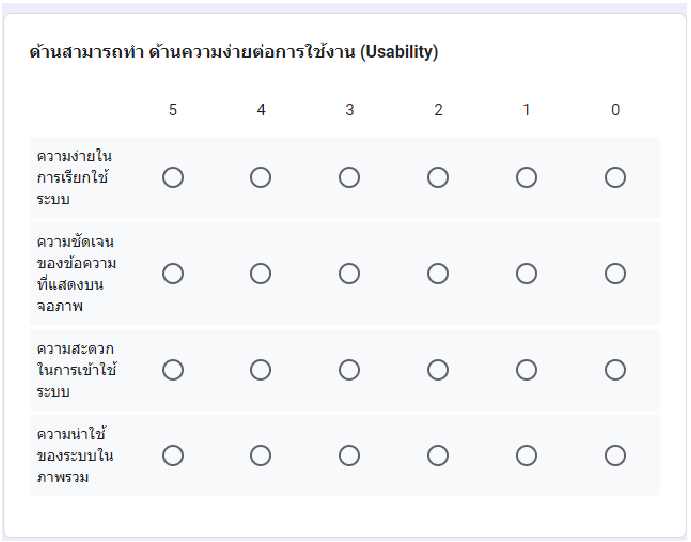 ด้านสามารถทำ ด้านความง่ายต่อการใช้งาน (Usability)
5 4 3 2 1 0
ความง่ายใน
การเรียกใช้
ระบบ
ความชัดเจน
ของข้อความ
ที่แสดงบน
จอภาพ
ความสะดวก
ในการเข้าใช้
ระบบ
ความน่าใช้
ของระบบใน
ภาพรวม